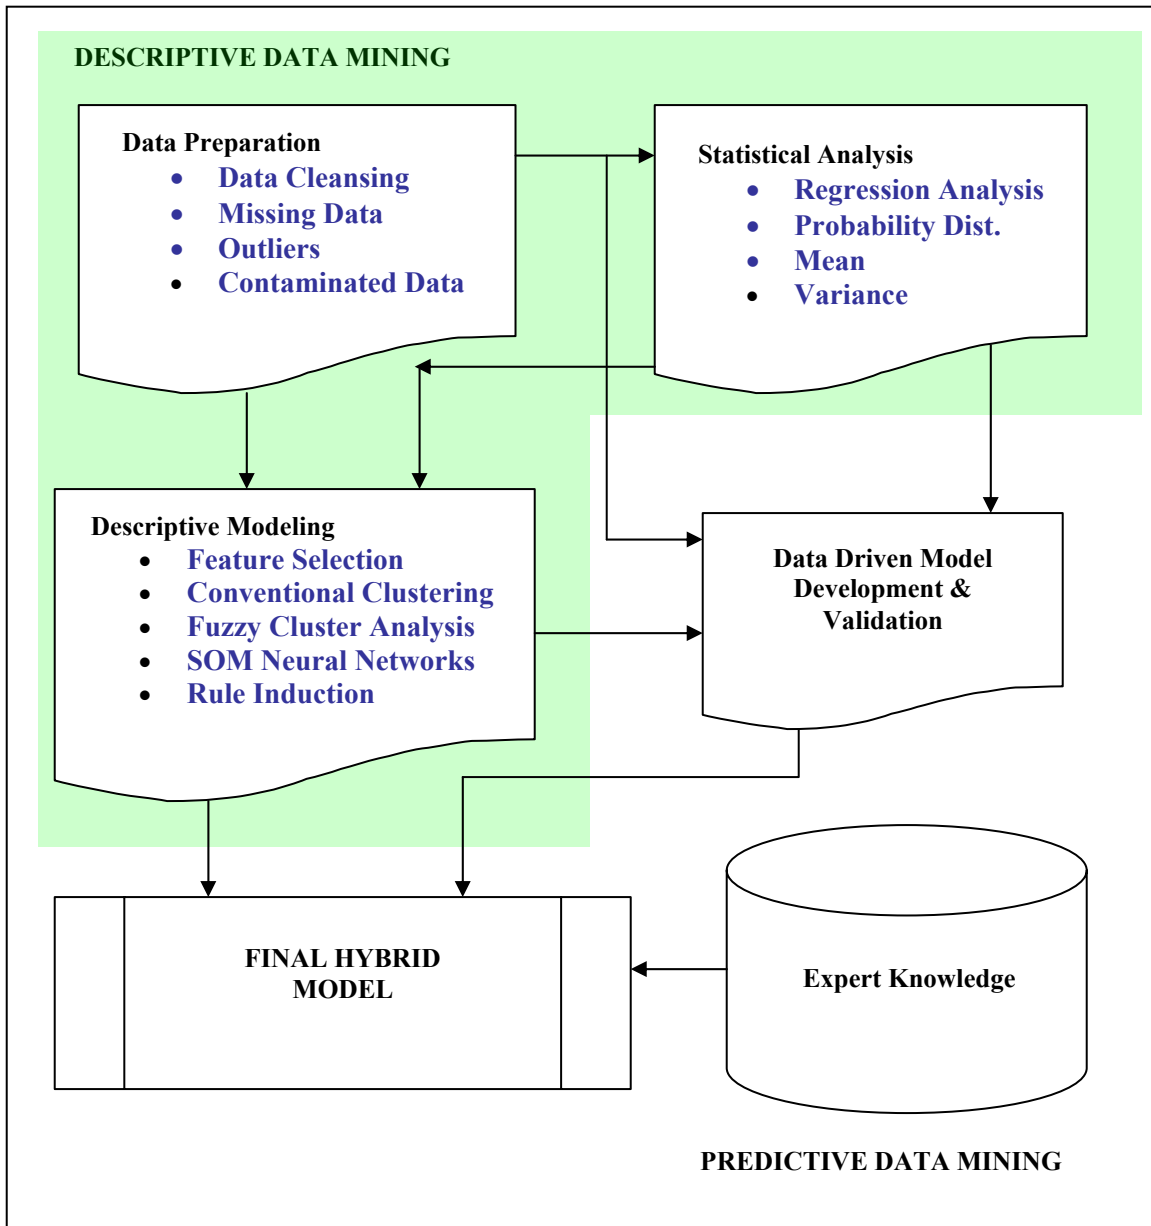 DESCRIPTIVE DATA MINING
Data Preparation
• Data Cleansing
• Missing Data
• Outliers
• Contaminated Data
Statistical Analysis
• Regression Analysis
• Probability Dist.
• Mean
• Variance
Descriptive Modeling
• Feature Selection
• Conventional Clustering
• Fuzzy Cluster Analysis
• SOM Neural Networks
• Rule Induction
Data Driven Model
Development &
Validation
FINAL HYBRID
MODEL
Expert Knowledge
PREDICTIVE DATA MINING